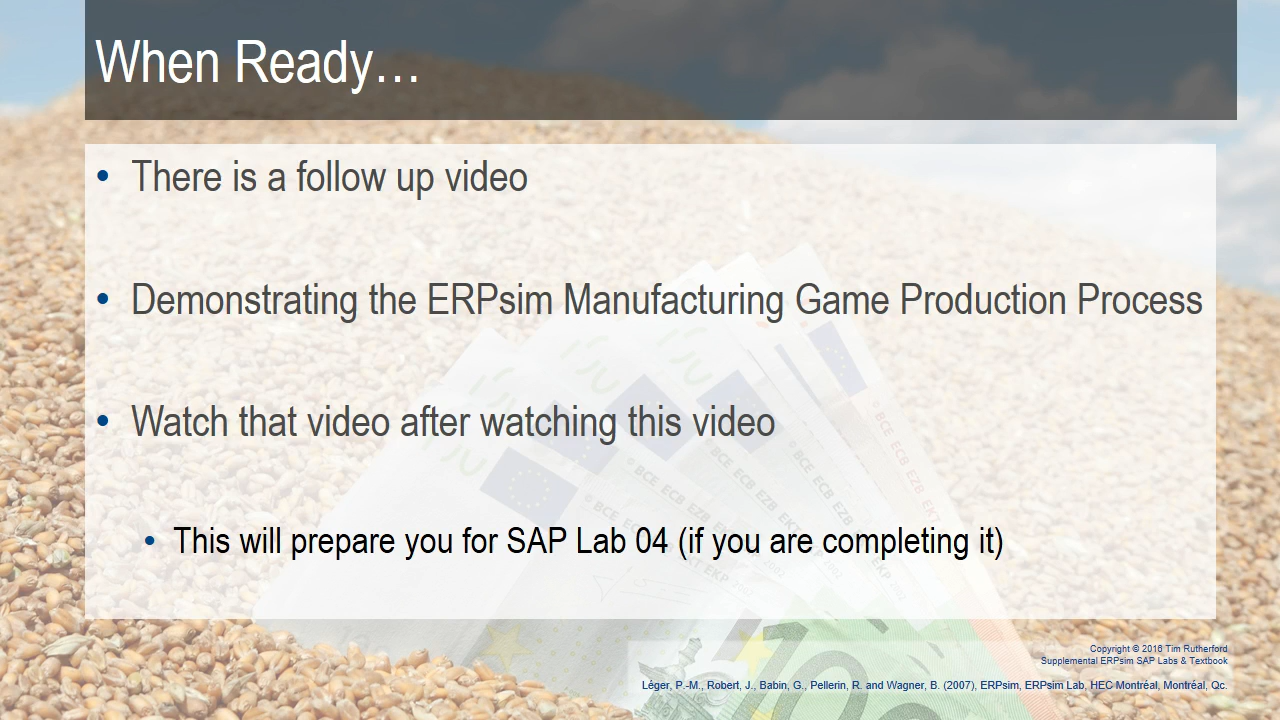 When Ready…
• There is a follow up video
• Demonstrating the ERPsim Manufacturing Game Production Process
• Watch that video after watching this video
• This will prepare you for SAP Lab 04 (if you are completing it)
Copyright © 2016 Tim Rutherford
Supplemental ERPsim SAP Labs & Textbook
Léger, P.-M., Robert, J., Babin, G., Pellerin, R. and Wagner, B. (2007), ERPsim, ERPsim Lab, HEC Montréal, Montréal, Qc.